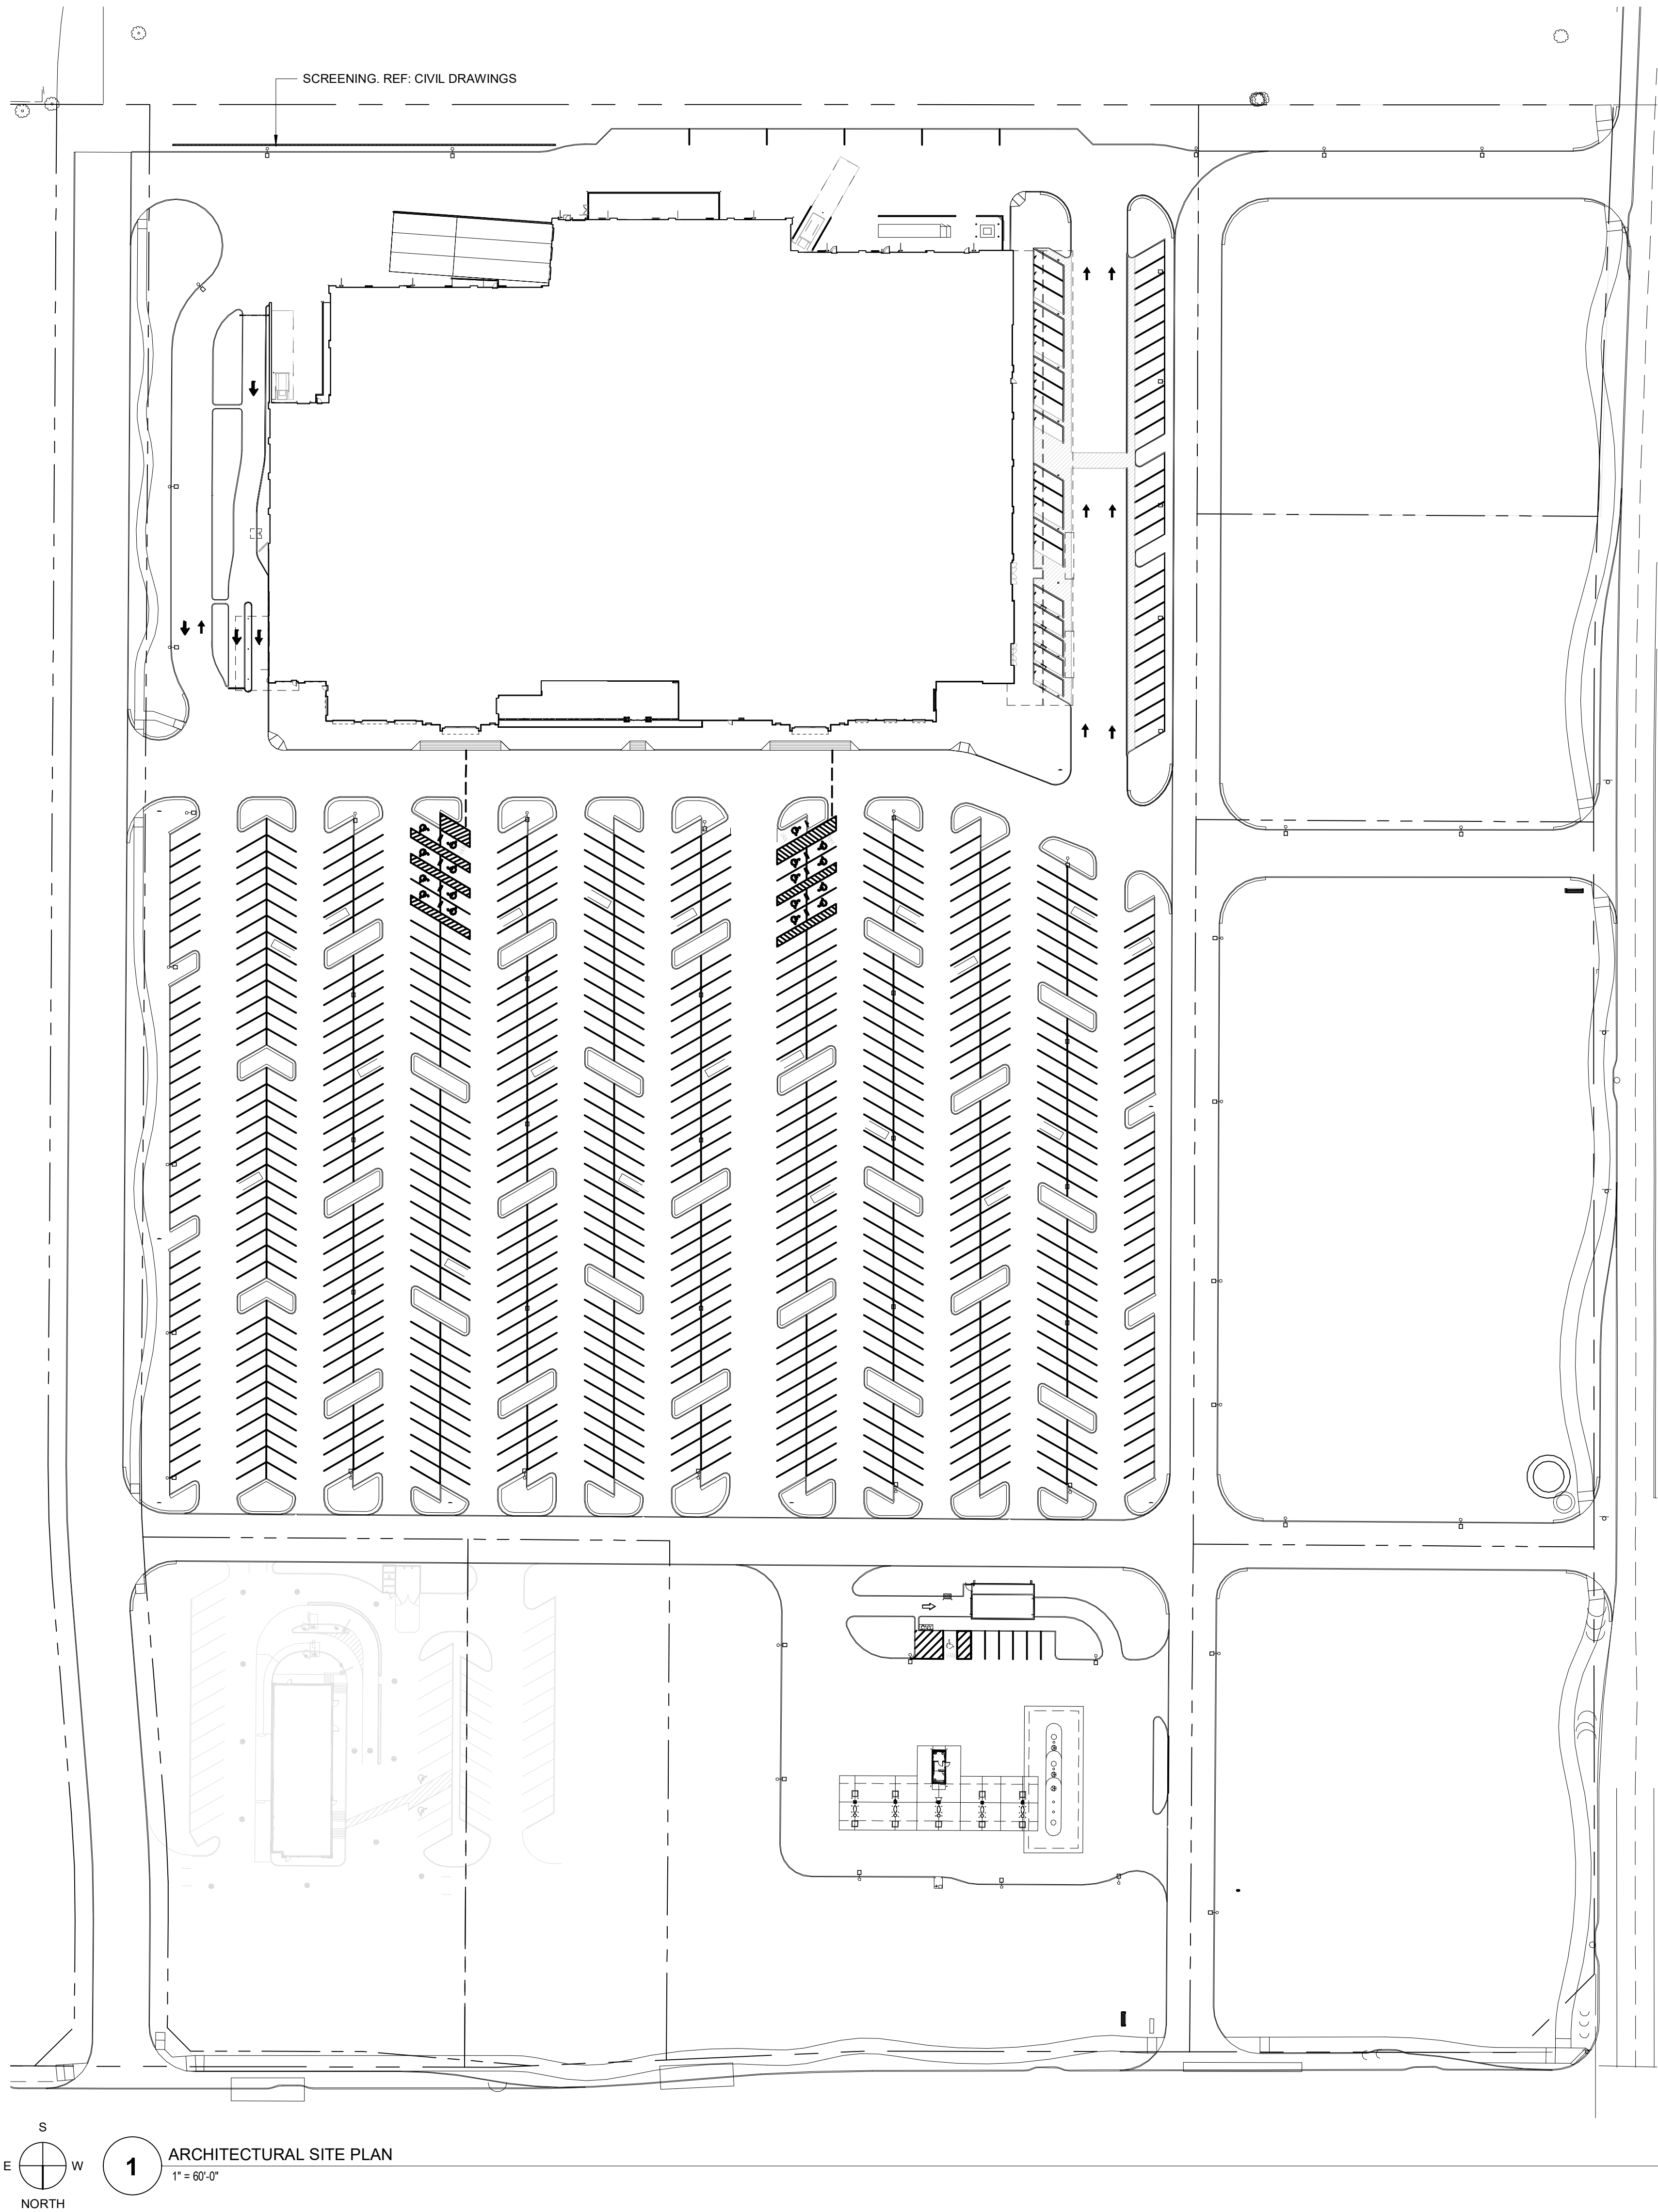 SCREENING. REF: CIVIL DRAWINGS
S
E
W
NORTH
1
ARCHITECTURAL SITE PLAN
1" = 60'-0"